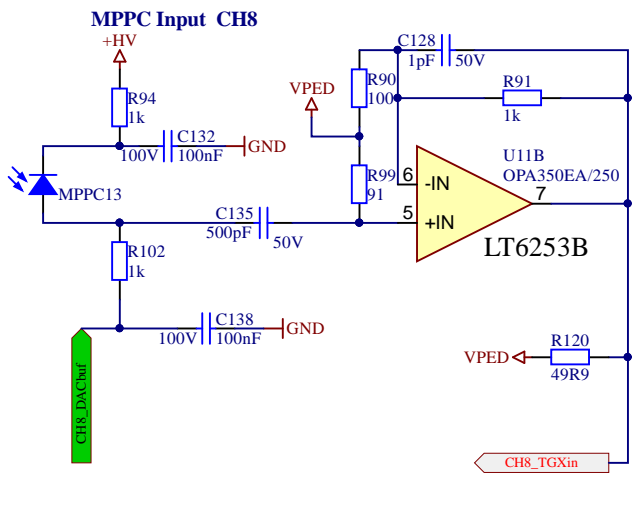 MPPC Input  CH8
+HV
R94
1k
C132
100V
100nF
GND
MPPC13
R102
1k
C135
500pF
50V
C138
100V
100nF
GND
CH8_DACbuf
VPED
R90
100
R99
91
C128
1pF
50V
R91
1k
U11B
OPA350EA/250
6
-IN
5
+IN
7
LT6253B
VPED
R120
49R9
CH8_TGXin